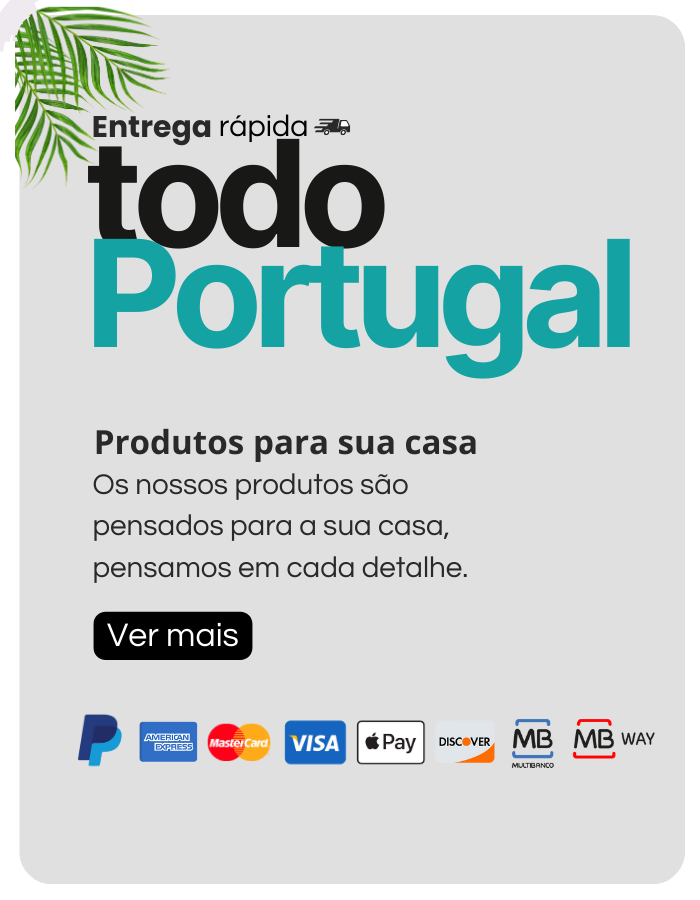 Entrega rápida
todo
Portugal
Produtos para sua casa
Os nossos produtos são
pensados para a sua casa,
pensamos em cada detalhe.
Ver mais
AMERICAN EXPRESS MasterCard VISA Pay DISCOVER MB MULTIBANCO MB WAY